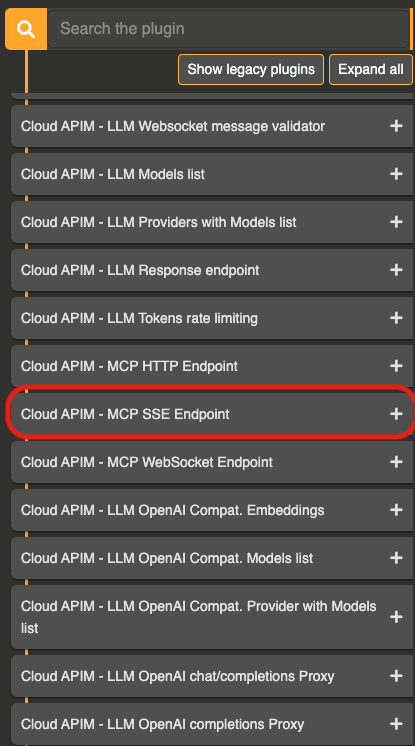 Search the plugin
Show legacy plugins
Expand all
Cloud APIM - LLM Websocket message validator
Cloud APIM - LLM Models list
Cloud APIM - LLM Providers with Models list
Cloud APIM - LLM Response endpoint
Cloud APIM - LLM Tokens rate limiting
Cloud APIM - MCP HTTP Endpoint
Cloud APIM - MCP SSE Endpoint
Cloud APIM - MCP WebSocket Endpoint
Cloud APIM - LLM OpenAI Compat. Embeddings
Cloud APIM - LLM OpenAI Compat. Models list
Cloud APIM - LLM OpenAI Compat. Provider with Models
list
Cloud APIM - LLM OpenAI chat/completions Proxy
Cloud APIM - LLM OpenAI completions Proxy